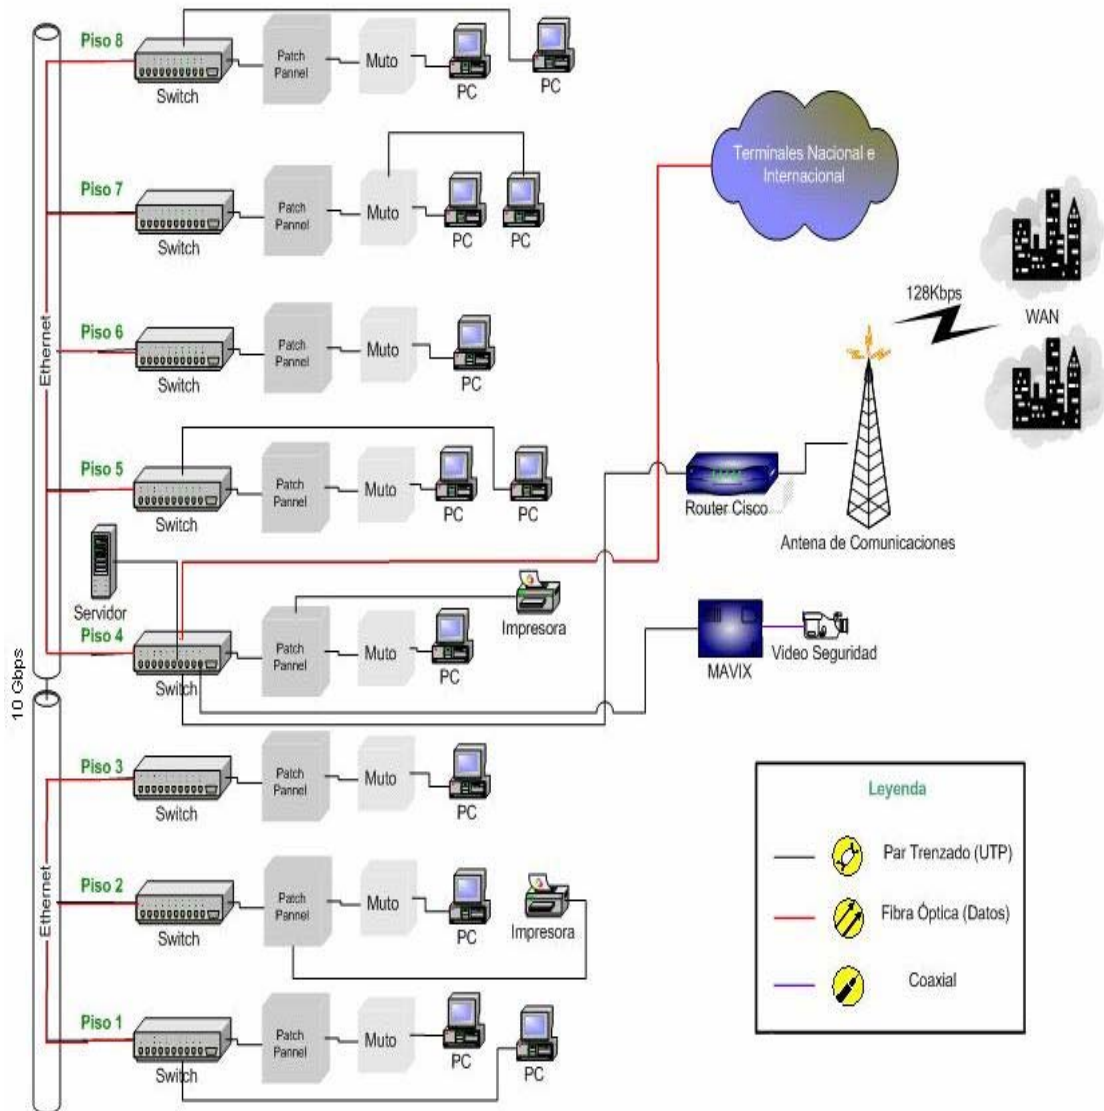 Piso 8
Switch
Patch
Pannel
Muto
PC
PC
Piso 7
Switch
Patch
Pannel
Muto
PC
PC
Terminales Nacional e
Internacional
Piso 6
Switch
Patch
Pannel
Muto
PC
128Kbps
WAN
Ethernet
Piso 5
Switch
Patch
Pannel
Muto
PC
PC
Router Cisco
Antena de Comunicaciones
Servidor
Piso 4
Switch
Patch
Pannel
Muto
PC
Impresora
MAVIX
Video Seguridad
10 Gbps
Piso 3
Switch
Patch
Pannel
Muto
PC
Ethernet
Piso 2
Switch
Patch
Pannel
Muto
PC
Impresora
Piso 1
Switch
Patch
Pannel
Muto
PC
PC
Leyenda
Par Trenzado (UTP)
Fibra Óptica (Datos)
Coaxial